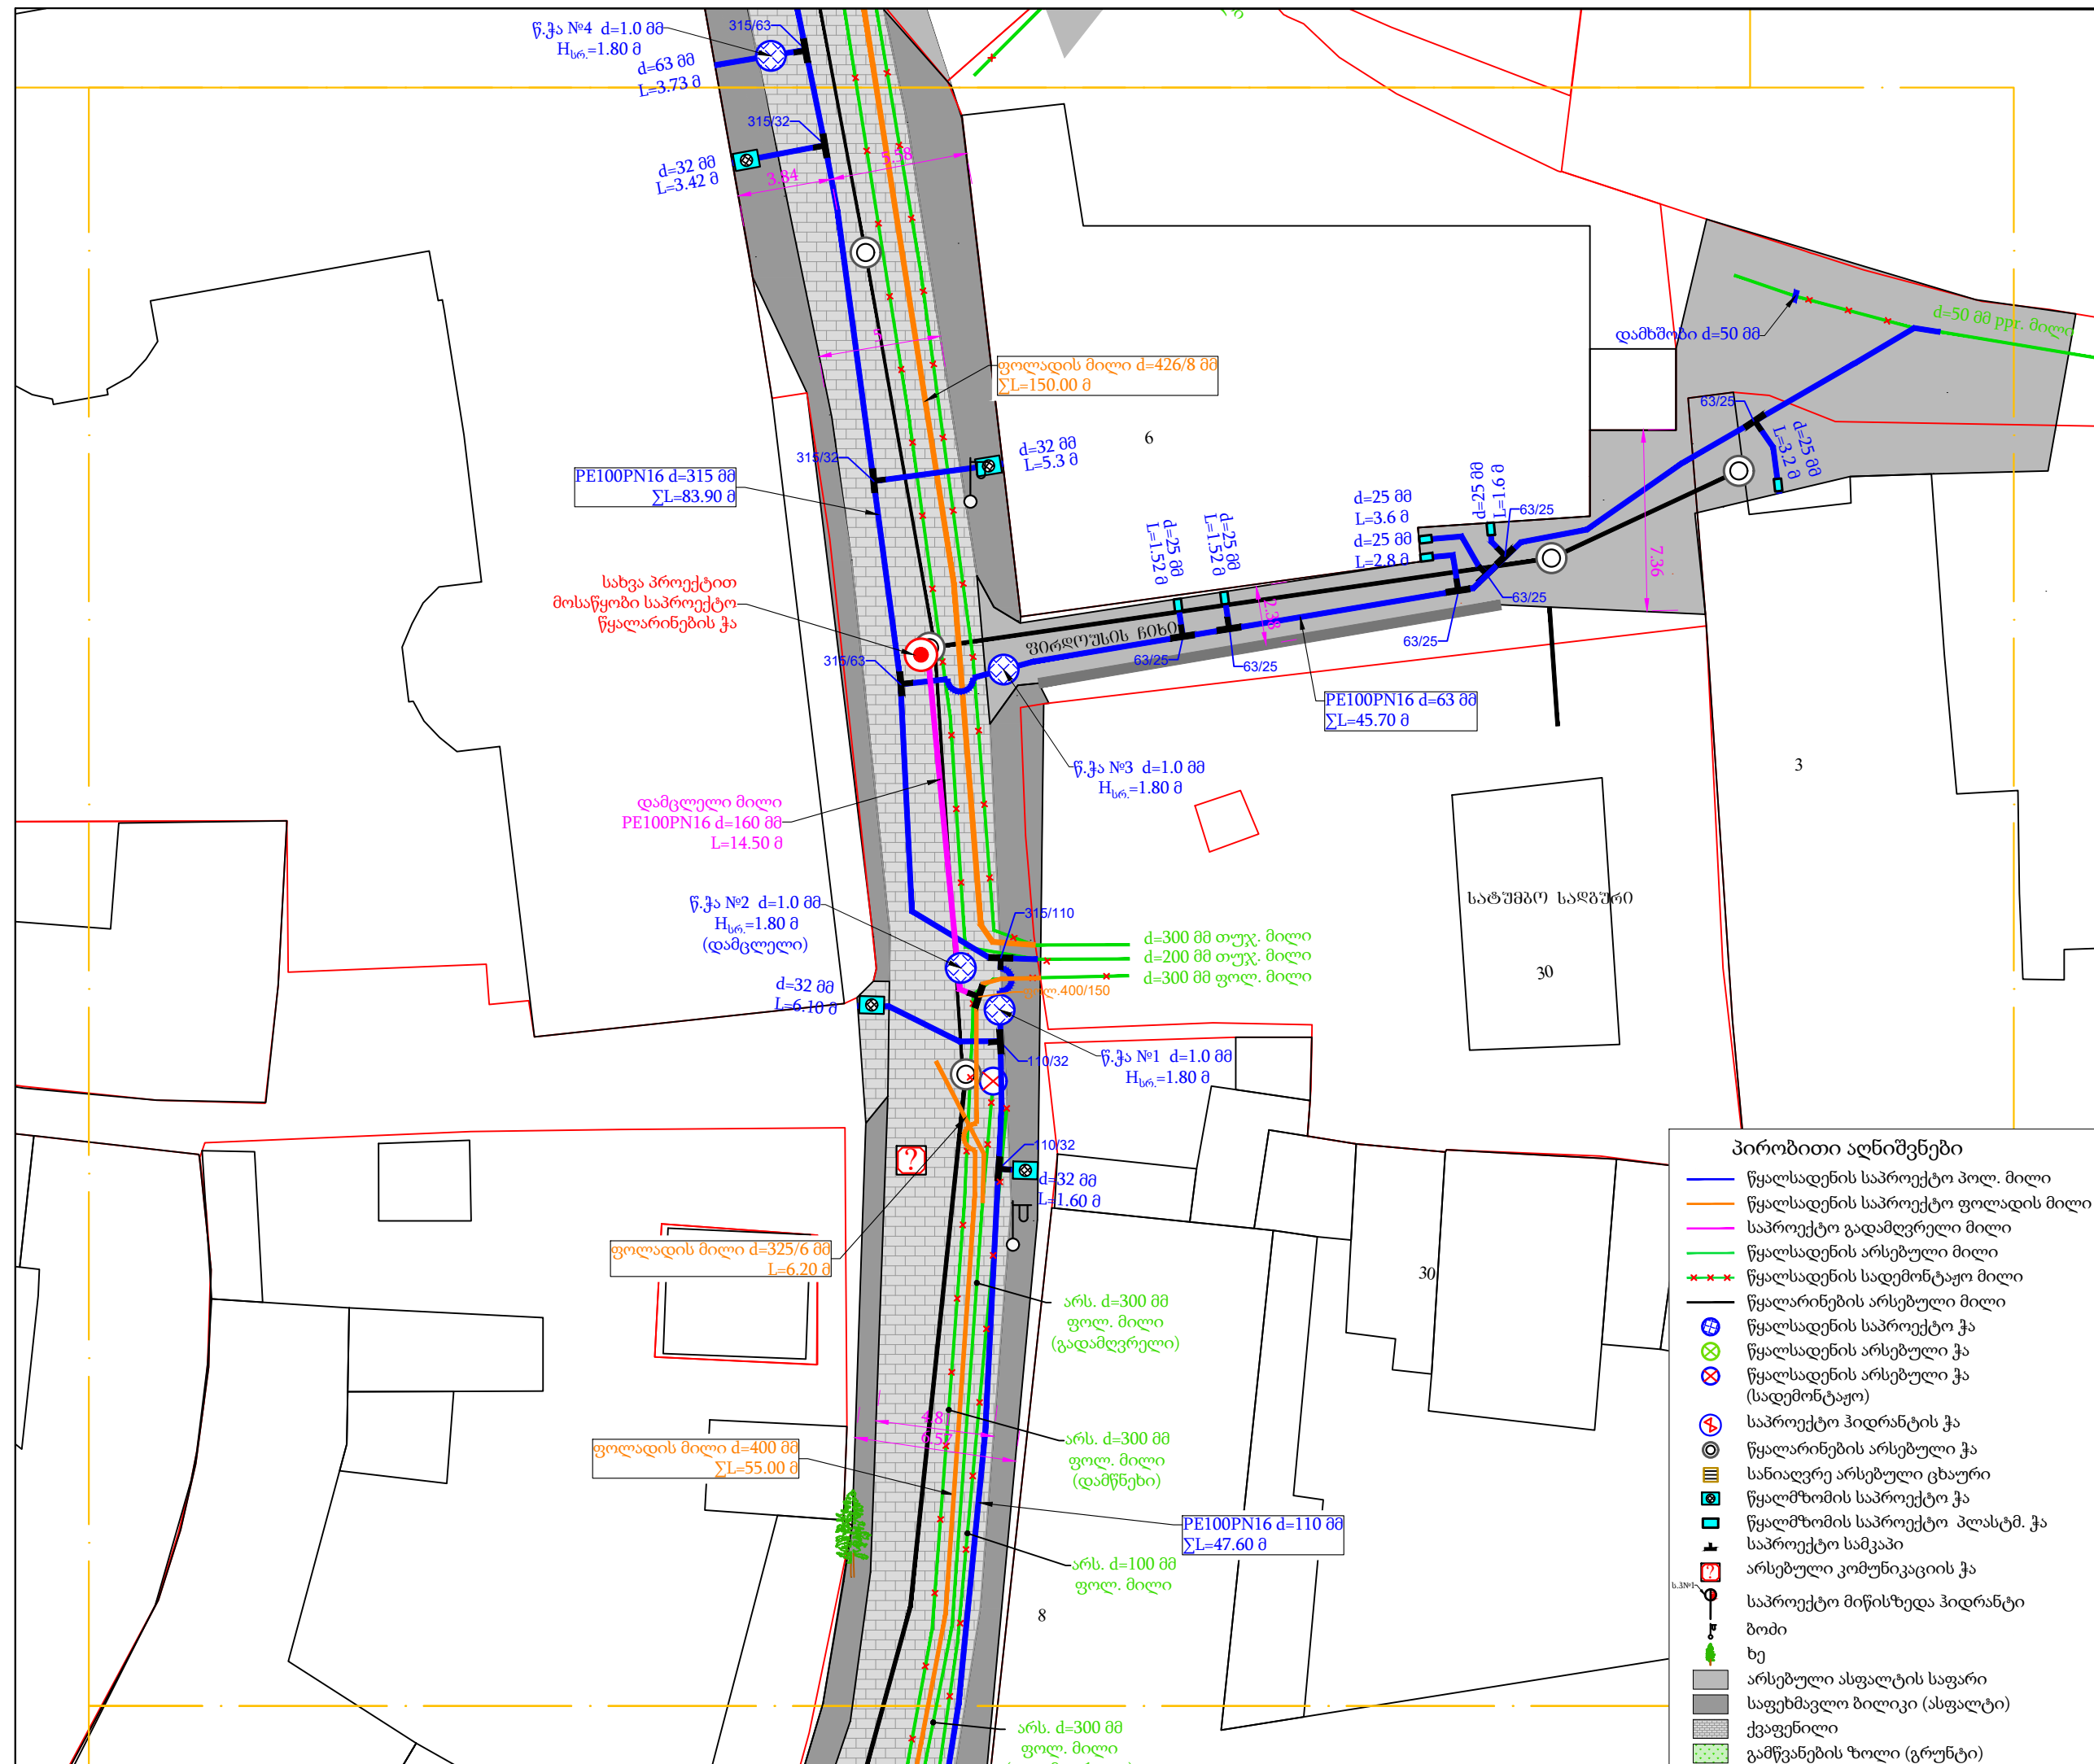 წ.ჭა №4 d=1.0 მმ
Hსრ.=1.80 მ
315/63
d=63 მმ
L=3.73 მ
315/32
d=32 მმ
L=3.42 მ
3.84
5.58
დამხშობი d=50 მმ
d=50 მმ ppr. მილი
ფოლადის მილი d=426/8 მმ
∑L=150.00 მ
63/25
d=25 მმ
L=3.2 მ
6
315/32
d=32 მმ
L=5.3 მ
PE100PN16 d=315 მმ
∑L=83.90 მ
d=25 მმ
L=1.52 მ
d=25 მმ
L=1.52 მ
d=25 მმ
L=3.6 მ
d=25 მმ
L=2.8 მ
d=25 მმ
L=1.6 მ
63/25
7.36
2.38
63/25
სახვა პროექტით
მოსაწყობი საპროექტო
წყალარინების ჭა
ფირდოუსის ჩიხი
315/63
63/25
63/25
63/25
PE100PN16 d=63 მმ
∑L=45.70 მ
წ.ჭა №3 d=1.0 მმ
Hსრ.=1.80 მ
3
დამცლელი მილი
PE100PN16 d=160 მმ
L=14.50 მ
წ.ჭა №2 d=1.0 მმ
Hსრ.=1.80 მ
(დამცლელი)
315/110
d=300 მმ თუჯ. მილი
d=200 მმ თუჯ. მილი
d=300 მმ ფოლ. მილი
სატუმბო სადგური
30
d=32 მმ
L=6.10 მ
ფოლ.400/150
110/32
წ.ჭა №1 d=1.0 მმ
Hსრ.=1.80 მ
110/32
d=32 მმ
L=1.60 მ
ფოლადის მილი d=325/6 მმ
L=6.20 მ
არს. d=300 მმ
ფოლ. მილი
(გადამღვრელი)
30
4.81
6.57
არს. d=300 მმ
ფოლ. მილი
(დამწნეხი)
ფოლადის მილი d=400 მმ
∑L=55.00 მ
PE100PN16 d=110 მმ
∑L=47.60 მ
არს. d=100 მმ
ფოლ. მილი
8
არს. d=300 მმ
ფოლ. მილი
პირობითი აღნიშვნები
წყალსადენის საპროექტო პოლ. მილი
წყალსადენის საპროექტო ფოლადის მილი
საპროექტო გადამღვრელი მილი
წყალსადენის არსებული მილი
წყალსადენის სადემონტაჟო მილი
წყალარინების არსებული მილი
წყალსადენის საპროექტო ჭა
წყალსადენის არსებული ჭა
წყალსადენის არსებული ჭა
(სადემონტაჟო)
საპროექტო ჰიდრანტის ჭა
წყალარინების არსებული ჭა
სანიაღვრე არსებული ცხაური
წყალმზომის საპროექტო ჭა
წყალმზომის საპროექტო პლასტმ. ჭა
საპროექტო სამკაპი
არსებული კომუნიკაციის ჭა
საპროექტო მიწისზედა ჰიდრანტი
ბოძი
ხე
არსებული ასფალტის საფარი
საფეხმავლო ბილიკი (ასფალტი)
ქვაფენილი
გამწვანების ზოლი (გრუნტი)